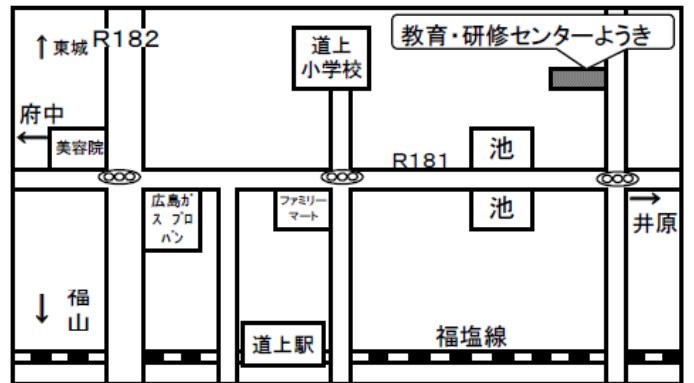 ↑東城
R182
道上
小学校
教育・研修センターようき
府中
←
美容院
R181
池
広島ガ
ス プロ
パン
ファミリー
マート
池
→
井原
↓
福
山
道上駅
福塩線